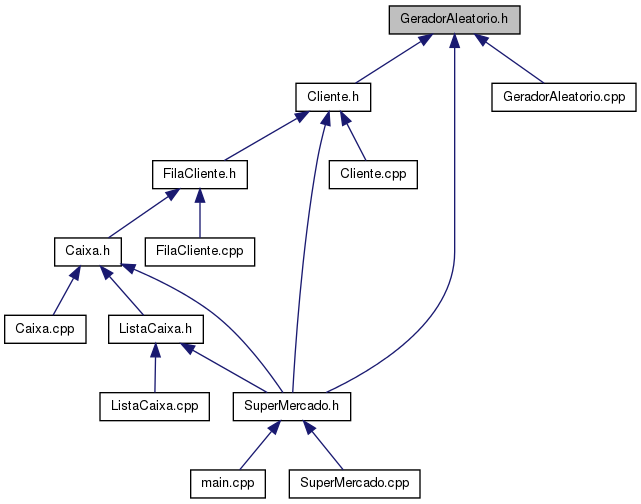 GeradorAleatorio.h
Cliente.h
GeradorAleatorio.cpp
FilaCliente.h
Cliente.cpp
Caixa.h
FilaCliente.cpp
Caixa.cpp
ListaCaixa.h
ListaCaixa.cpp
SuperMercado.h
main.cpp
SuperMercado.cpp